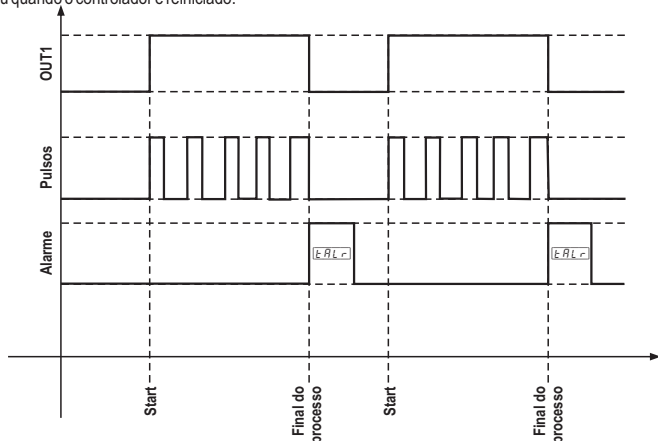 u quando o controlador é reiniciado.
OUT1
Pulsos
Alarme
tALr
tALr
Start
Final do
processo
Start
Final do
processo